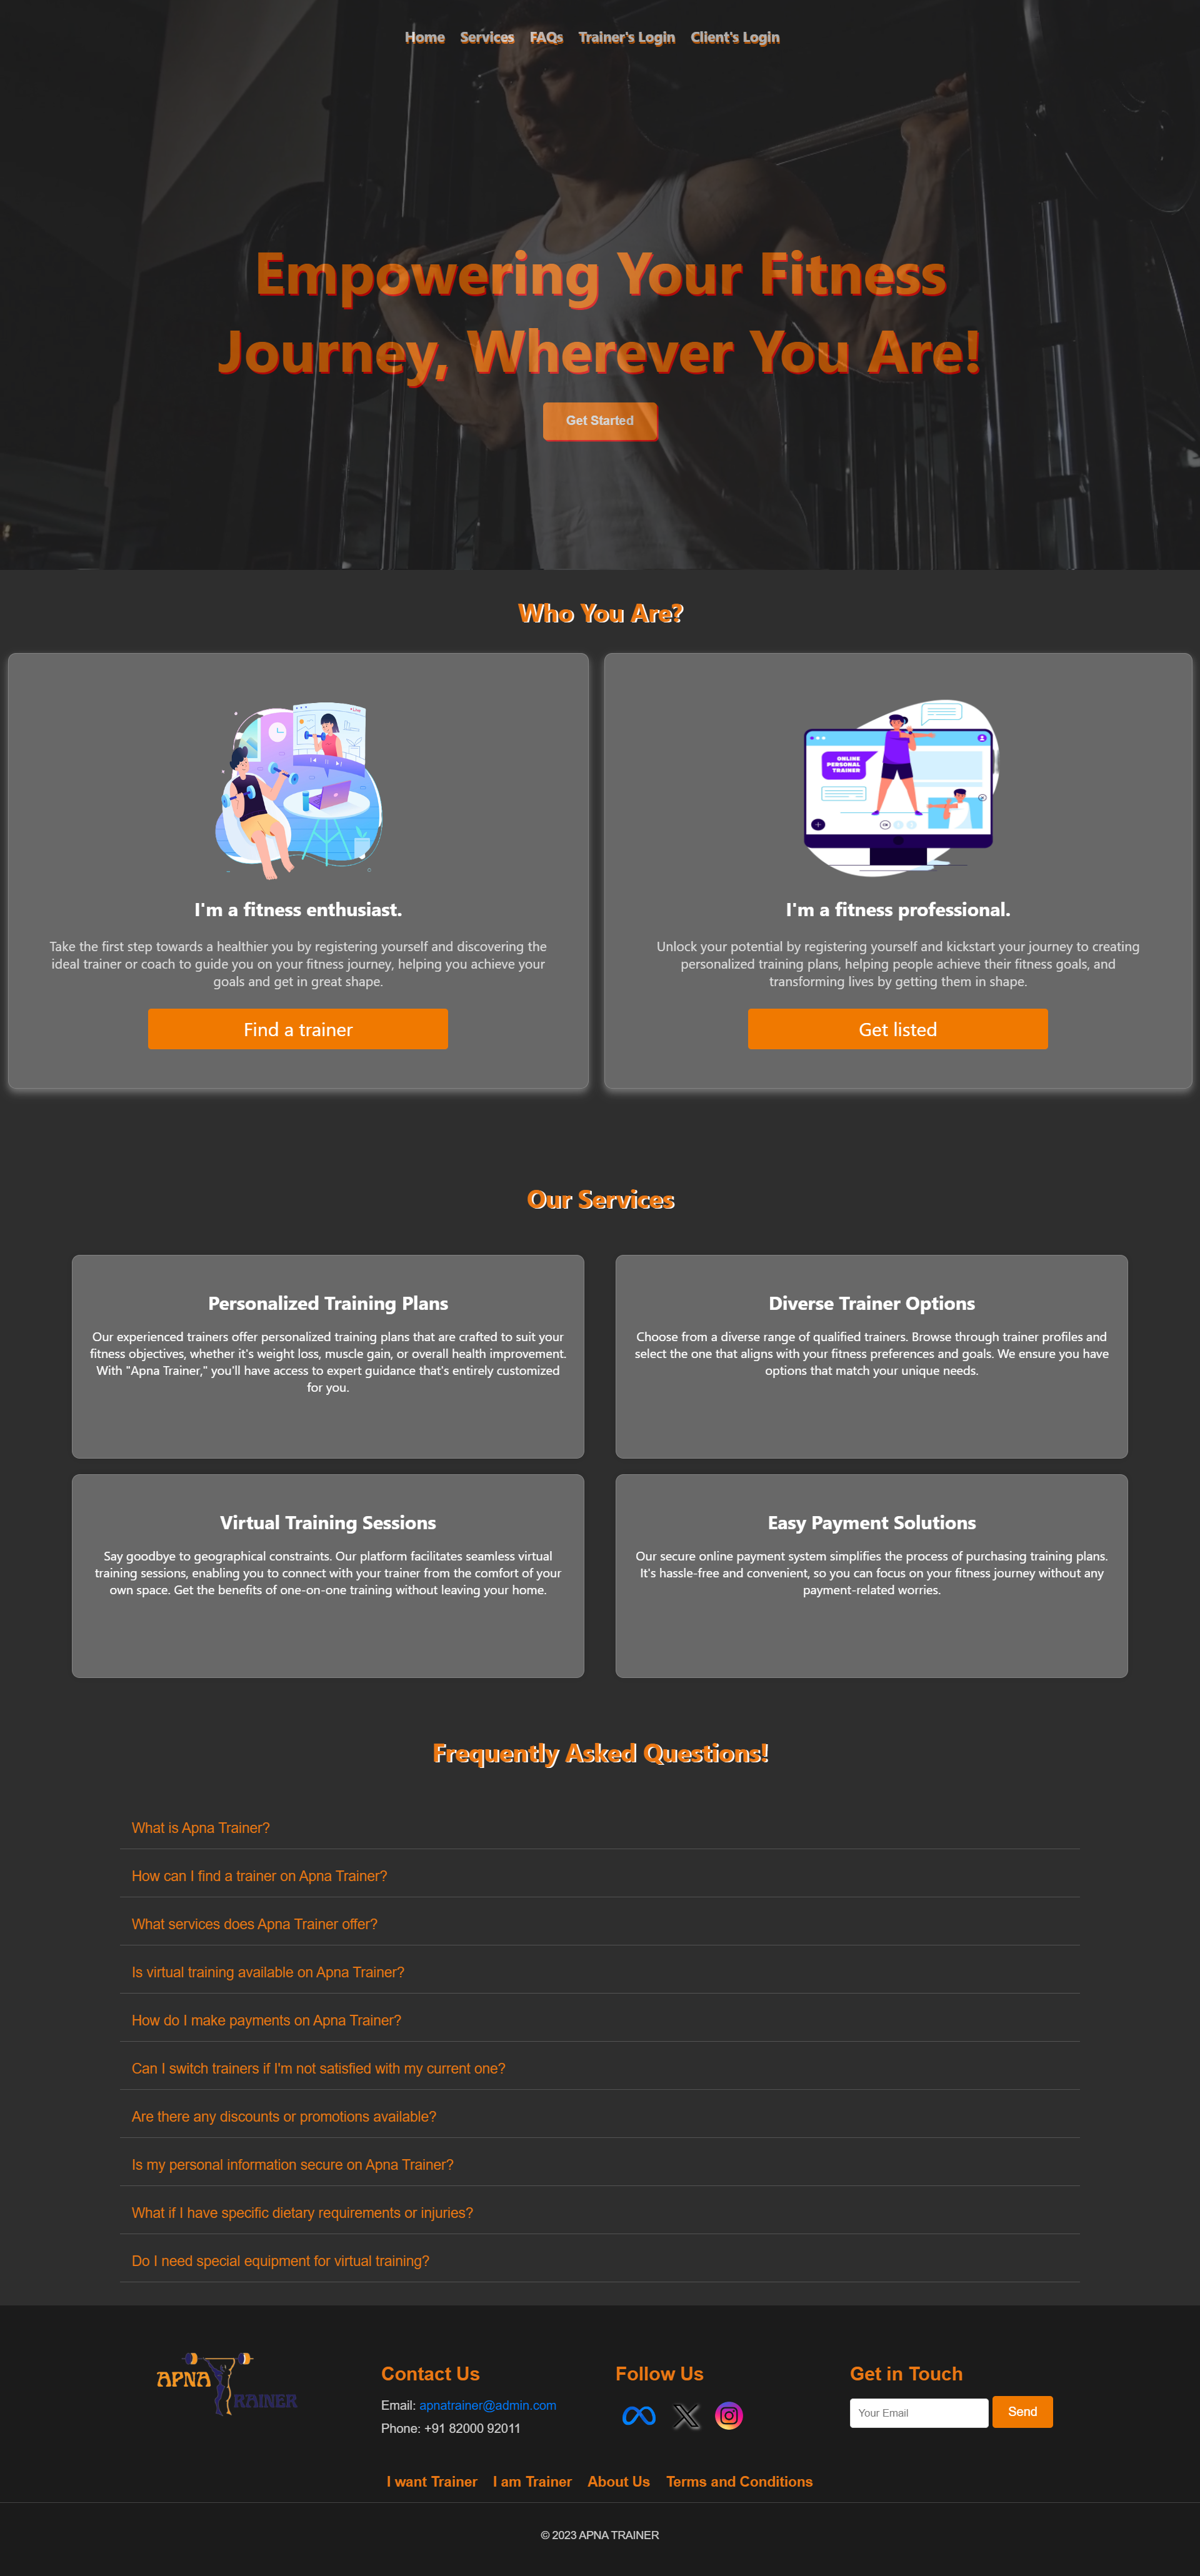 Home Services FAQs Trainer's Login Client's Login
Empowering Your Fitness
Journey, Wherever You Are!
Get Started
Who You Are?
ONLINE
PERSONAL
TRAINER
I'm a fitness enthusiast.
Take the first step towards a healthier you by registering yourself and discovering the
ideal trainer or coach to guide you on your fitness journey, helping you achieve your
goals and get in great shape.
Find a trainer
I'm a fitness professional.
Unlock your potential by registering yourself and kickstart your journey to creating
personalized training plans, helping people achieve their fitness goals, and
transforming lives by getting them in shape.
Get listed
Our Services
Personalized Training Plans
Our experienced trainers offer personalized training plans that are crafted to suit your
fitness objectives, whether it's weight loss, muscle gain, or overall health improvement.
With "Apna Trainer," you'll have access to expert guidance that's entirely customized
for you.
Diverse Trainer Options
Choose from a diverse range of qualified trainers. Browse through trainer profiles and
select the one that aligns with your fitness preferences and goals. We ensure you have
options that match your unique needs.
Virtual Training Sessions
Say goodbye to geographical constraints. Our platform facilitates seamless virtual
training sessions, enabling you to connect with your trainer from the comfort of your
own space. Get the benefits of one-on-one training without leaving your home.
Easy Payment Solutions
Our secure online payment system simplifies the process of purchasing training plans.
It's hassle-free and convenient, so you can focus on your fitness journey without any
payment-related worries.
Frequently Asked Questions!
What is Apna Trainer?
How can I find a trainer on Apna Trainer?
What services does Apna Trainer offer?
Is virtual training available on Apna Trainer?
How do I make payments on Apna Trainer?
Can I switch trainers if I'm not satisfied with my current one?
Are there any discounts or promotions available?
Is my personal information secure on Apna Trainer?
What if I have specific dietary requirements or injuries?
Do I need special equipment for virtual training?
APNA
TRAINER
Contact Us
Email: apnatrainer@admin.com
Phone: +91 82000 92011
Follow Us
Get in Touch
Your Email Send
I want Trainer I am Trainer About Us Terms and Conditions
© 2023 APNA TRAINER